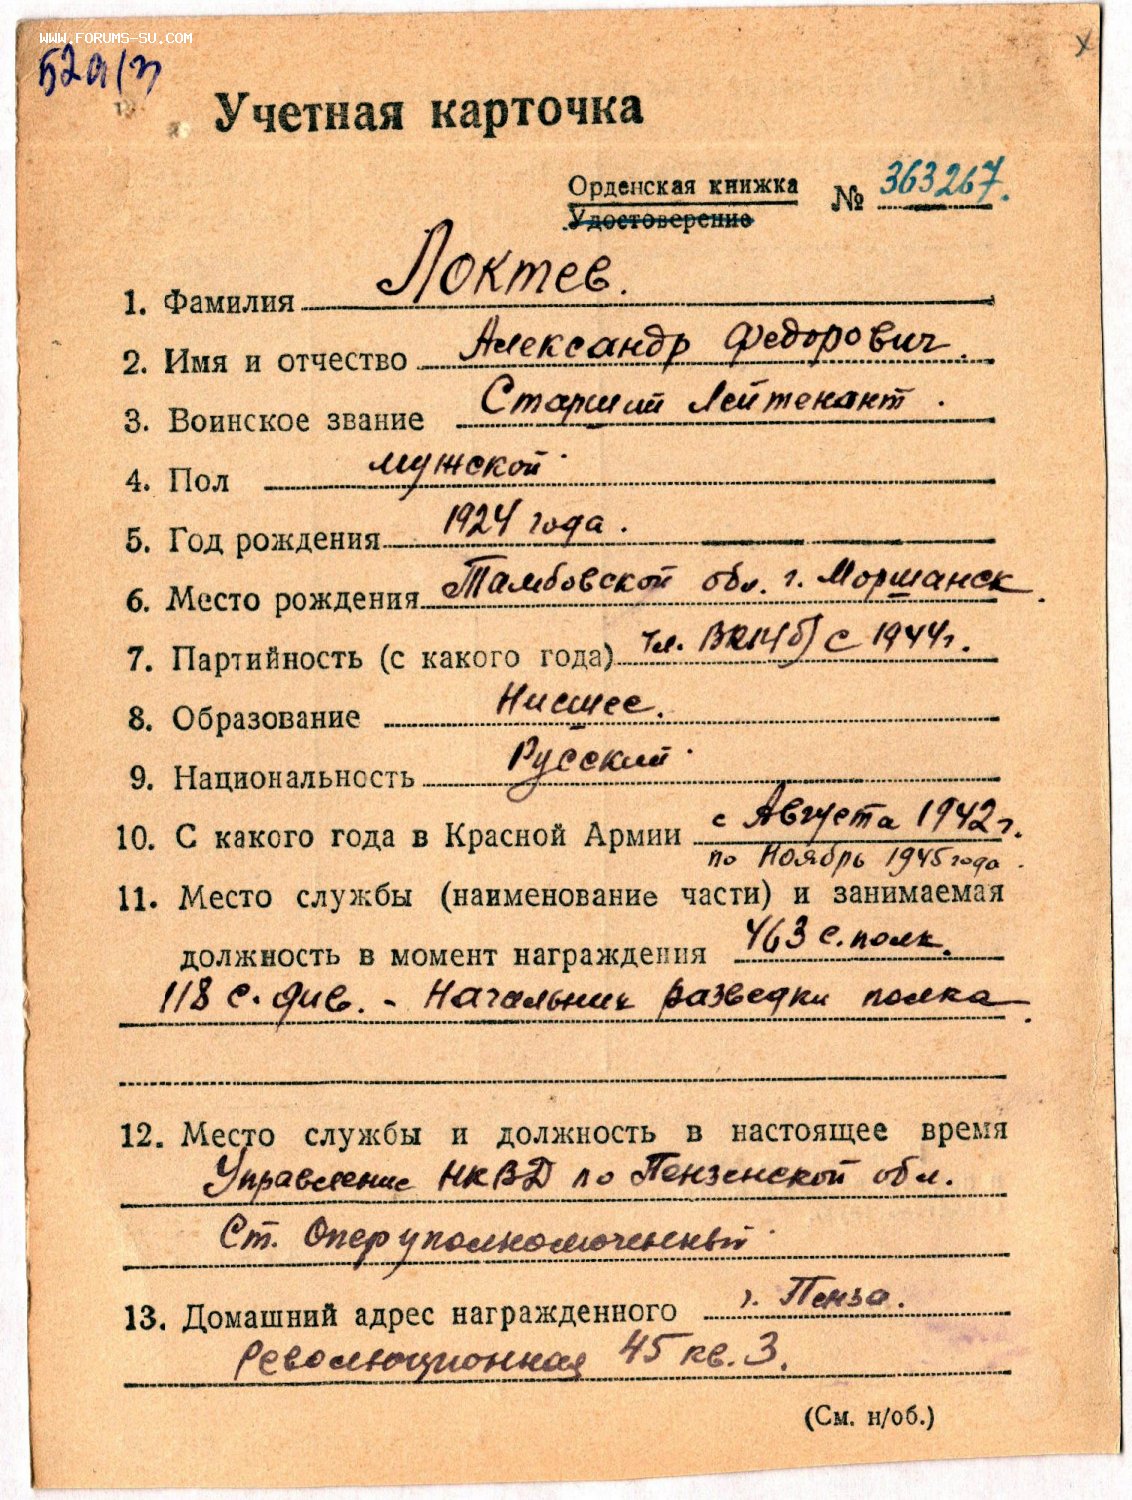 WWW.FORUMS-SU.COM
Учетная карточка
Орденская книжка № 363267.
Удостоверение
1. Фамилия Локтев.
2. Имя и отчество Александр Федорович.
3. Воинское звание Старший Лейтенант.
4. Пол мужской
5. Год рождения 1924 года.
6. Место рождения Тамбовской обл. г. Моршанск.
7. Партийность (с какого года) чл. ВКП(б) с 1944г.
8. Образование Нисшее.
9. Национальность Русский
10. С какого года в Красной Армии с Августа 1942г.
по Ноябрь 1945 года.
11. Место службы (наименование части) и занимаемая
должность в момент награждения 463 с. полк.
118 с. див. - Начальник разведки полка.
12. Место службы и должность в настоящее время
Управление НКВД по Пензенской обл.
Ст. Оперуполномоченный
13. Домашний адрес награжденного г. Пенза.
Революционная 45 кв. 3.
(См. н/об.)